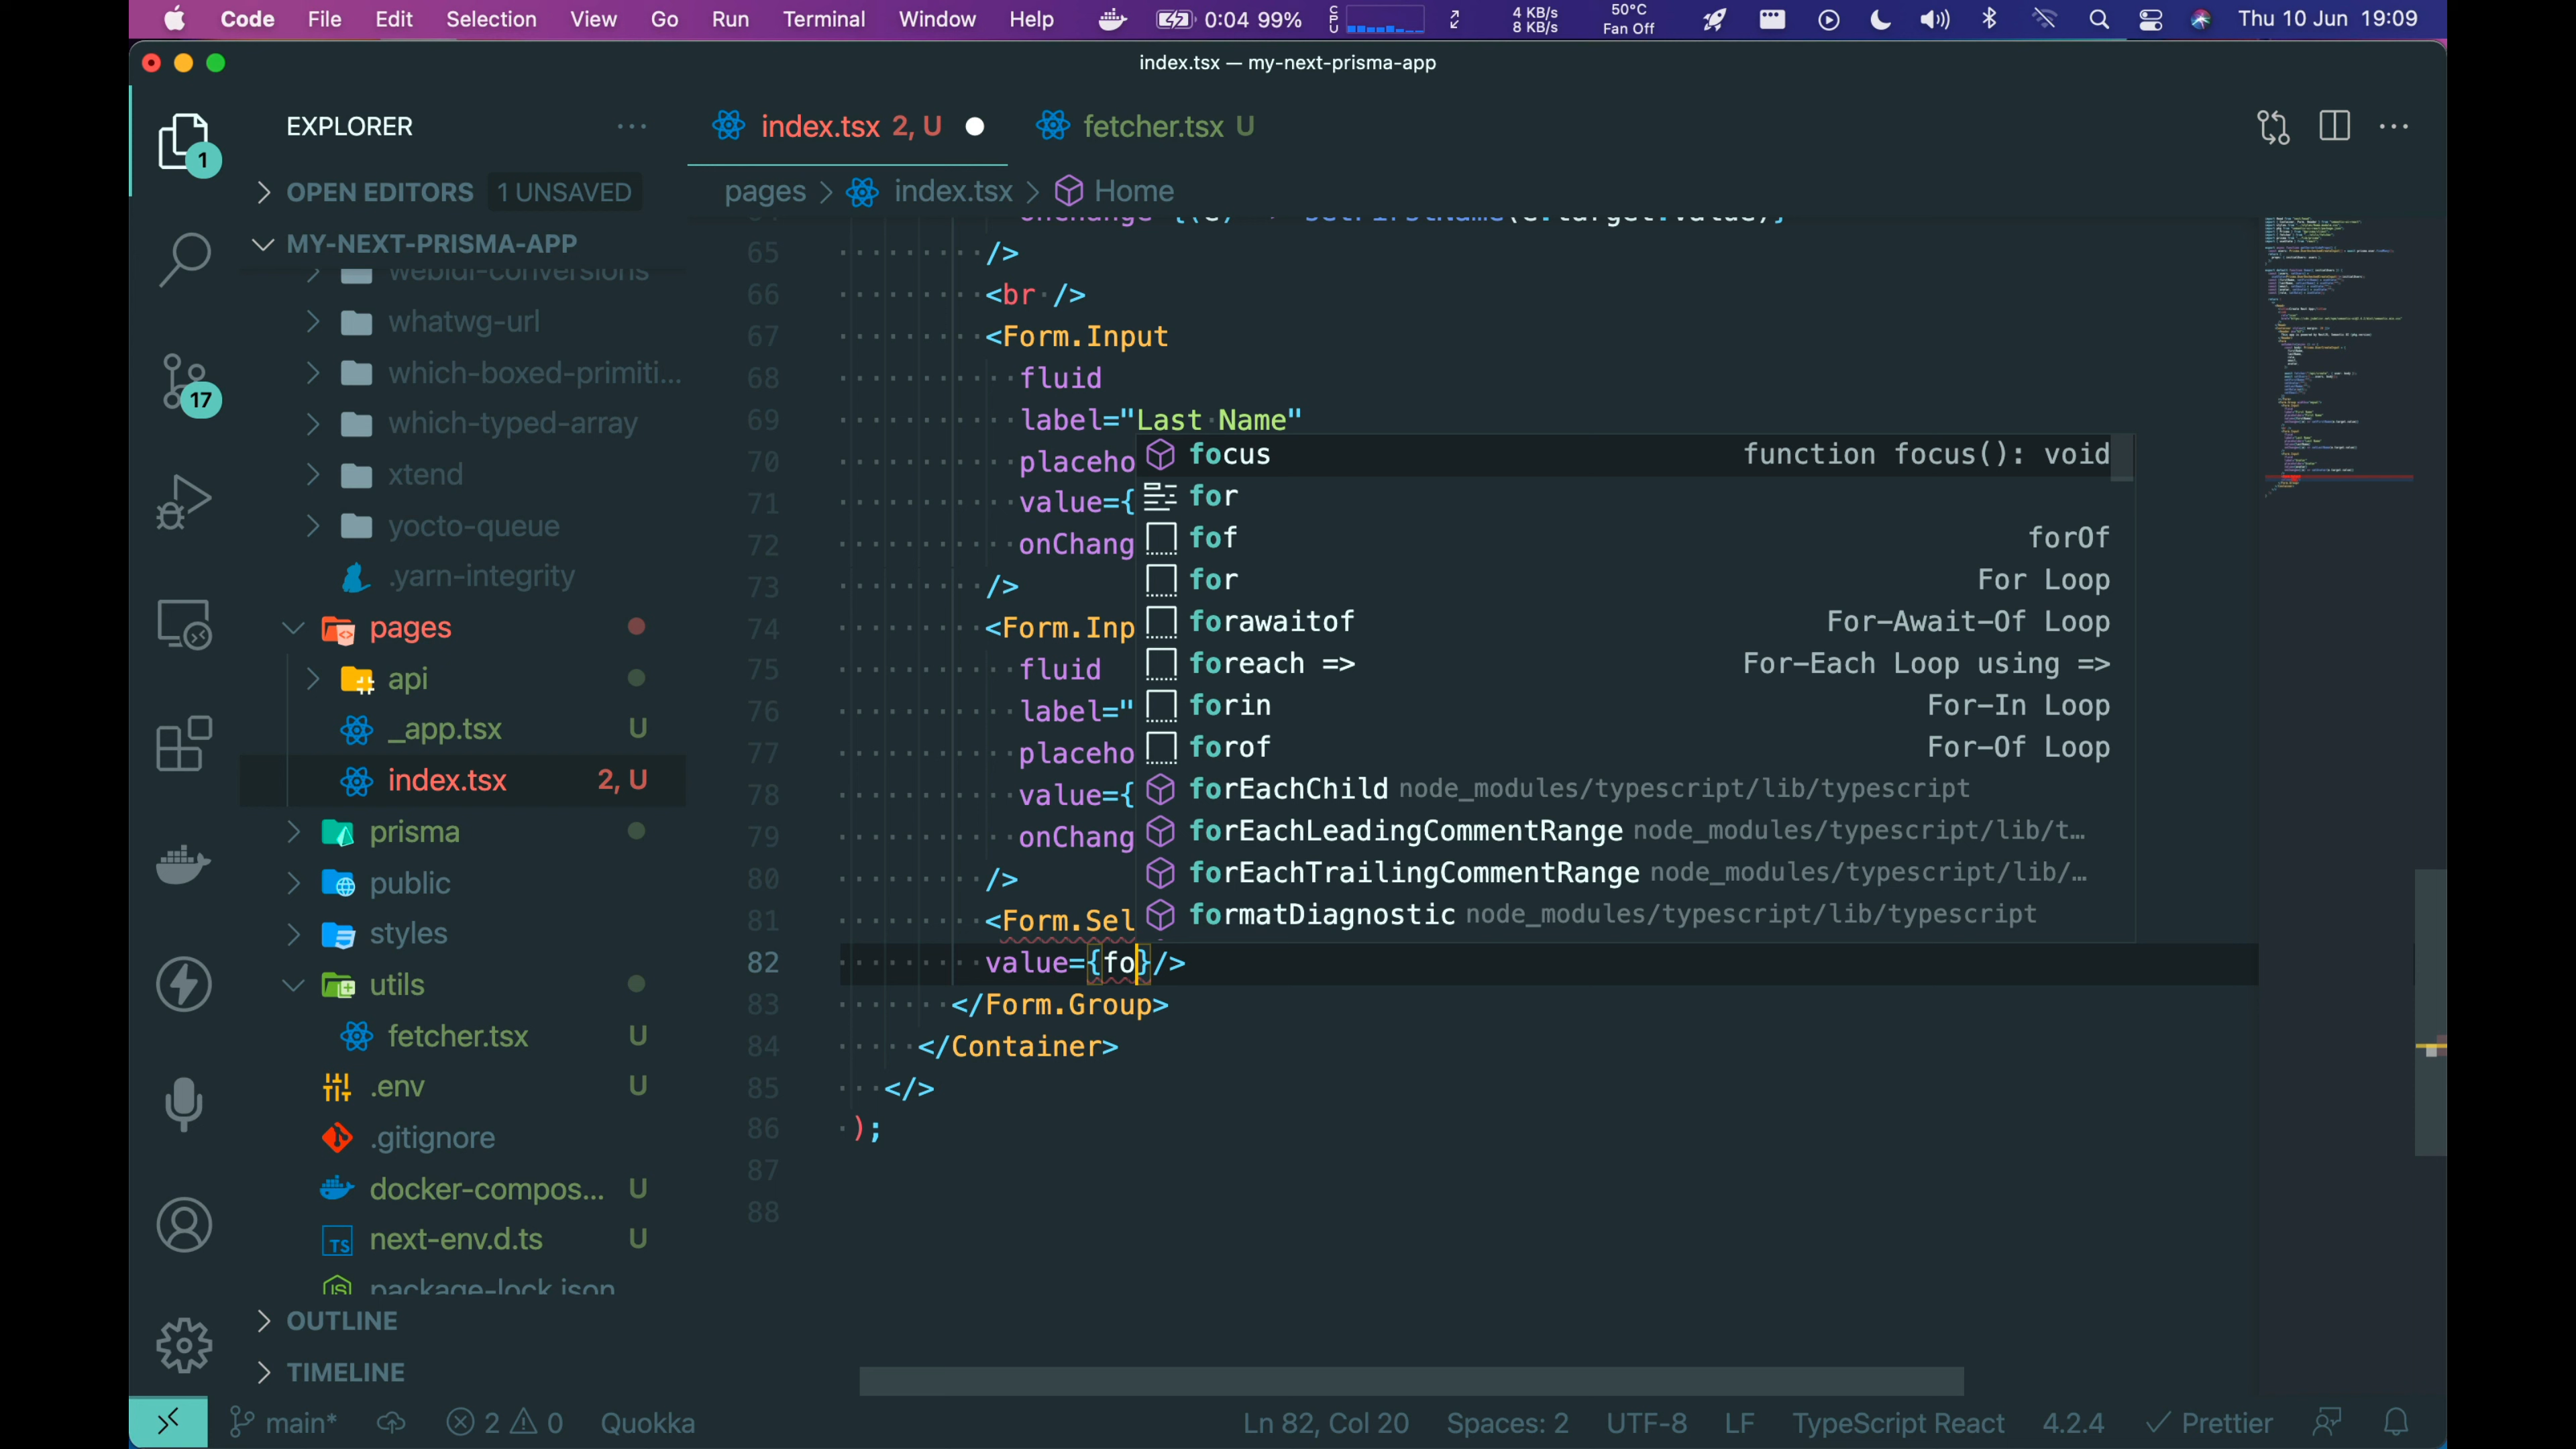 Code File Edit Selection View Go Run Terminal Window Help 0:04 99% CPU 4 KB/s 8 KB/s 50°C Fan Off Thu 10 Jun 19:09
index.tsx — my-next-prisma-app
EXPLORER
index.tsx 2, U
fetcher.tsx U
1
OPEN EDITORS 1 UNSAVED
pages > index.tsx > Home
MY-NEXT-PRISMA-APP
webidl-conversions
whatwg-url
which-boxed-primiti...
which-typed-array
xtend
yocto-queue
.yarn-integrity
pages
api
_app.tsx U
index.tsx 2, U
prisma
public
styles
utils
fetcher.tsx U
.env U
.gitignore
docker-compos... U
next-env.d.ts U
package-lock.json
OUTLINE
TIMELINE
17
65 />
66 <br />
67 <Form.Input
68 fluid
69 label="Last Name"
70 placeho
71 value={
72 onChang
73 />
74 <Form.Inp
75 fluid
76 label="
77 placeho
78 value={
79 onChang
80 />
81 <Form.Sel
82 value={fo}/>
83 </Form.Group>
84 </Container>
85 </>
86 );
87
88
focus function focus(): void
for
fof forOf
for For Loop
forawaitof For-Await-Of Loop
foreach => For-Each Loop using =>
forin For-In Loop
forof For-Of Loop
forEachChild node_modules/typescript/lib/typescript
forEachLeadingCommentRange node_modules/typescript/lib/t...
forEachTrailingCommentRange node_modules/typescript/lib/...
formatDiagnostic node_modules/typescript/lib/typescript
main* 2 0 Quokka Ln 82, Col 20 Spaces: 2 UTF-8 LF TypeScript React 4.2.4 Prettier